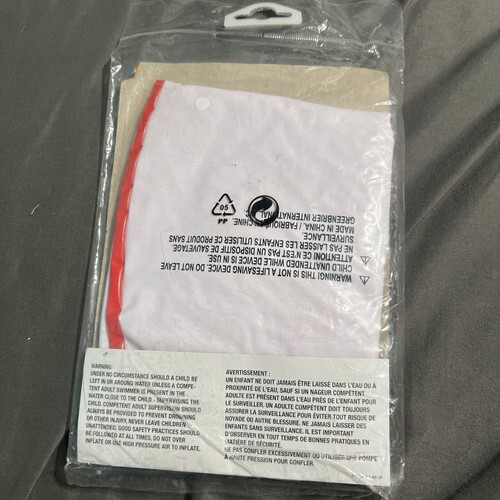 05
PP
WARNING! THIS IS NOT A LIFESAVING DEVICE. DO NOT LEAVE
CHILD UNATTENDED WHILE DEVICE IS IN USE.
ATTENTION! CE N'EST PAS UN DISPOSITIF DE SAUVETAGE.
NE PAS LAISSER LES ENFANTS UTILISER CE PRODUIT SANS
SURVEILLANCE.
MADE IN CHINA. / FABRIQUÉ EN CHINE.
GREENBRIER INTERNATIONAL,
WARNING:
UNDER NO CIRCUMSTANCE SHOULD A CHILD BE
LEFT IN OR AROUND WATER UNLESS A COMPE-
TENT ADULT SWIMMER IS PRESENT IN THE
WATER CLOSE TO THE CHILD - SUPERVISING THE
CHILD. COMPETENT ADULT SUPERVISION SHOULD
ALWAYS BE PROVIDED TO PREVENT DROWNING
OR OTHER INJURY. NEVER LEAVE CHILDREN
UNATTENDED. GOOD SAFETY PRACTICES SHOULD
BE FOLLOWED AT ALL TIMES. DO NOT OVER
INFLATE OR USE HIGH PRESSURE AIR TO INFLATE.
AVERTISSEMENT :
UN ENFANT NE DOIT JAMAIS ÊTRE LAISSÉ DANS L'EAU OU À
PROXIMITÉ DE L'EAU, SAUF SI UN NAGEUR COMPÉTENT
ADULTE EST PRÉSENT DANS L'EAU PRÈS DE L'ENFANT POUR
LE SURVEILLER. UN ADULTE COMPÉTENT DOIT TOUJOURS
ASSURER LA SURVEILLANCE POUR ÉVITER TOUT RISQUE DE
NOYADE OU AUTRE BLESSURE. NE JAMAIS LAISSER DES
ENFANTS SANS SURVEILLANCE. IL EST IMPORTANT
D'OBSERVER EN TOUT TEMPS DE BONNES PRATIQUES EN
MATIÈRE DE SÉCURITÉ.
NE PAS GONFLER EXCESSIVEMENT OU UTILISER UNE POMPE
À HAUTE PRESSION POUR GONFLER.